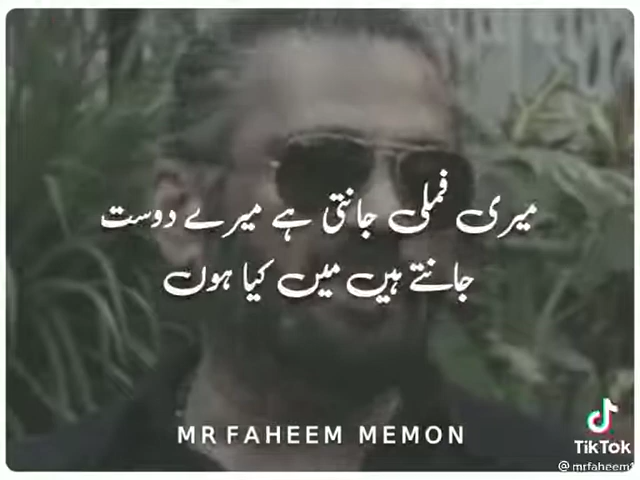 میری فملی جانتی ہے میرے دوست
جانتے ہیں میں کیا ہوں
MR FAHEEM MEMON
TikTok
@mrfaheem